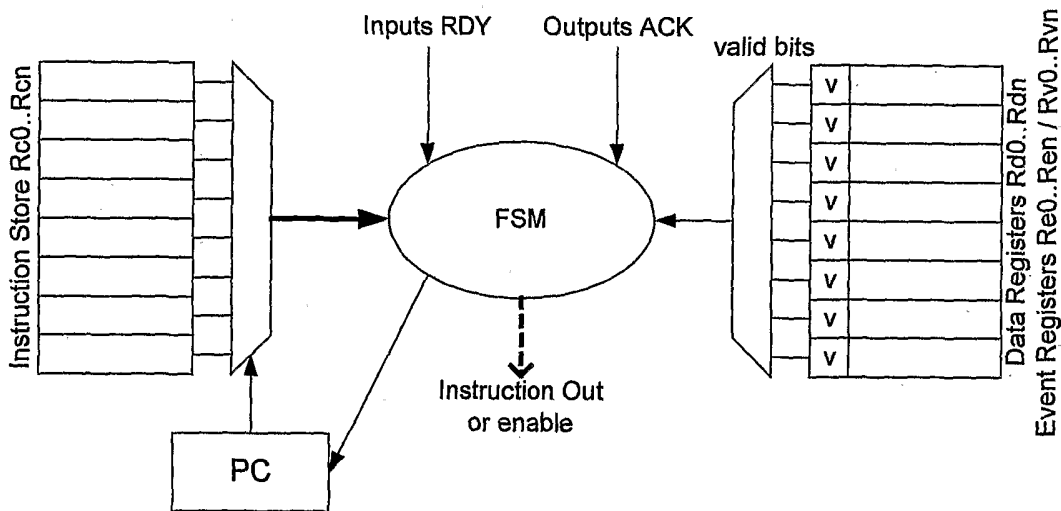 Inputs RDY
Outputs ACK
valid bits
Instruction Store Rc0..Rcn
FSM
v
v
v
v
v
v
v
v
Data Registers Rd0..Rdn
Event Registers Re0..Ren / Rv0..Rvn
Instruction Out
or enable
PC